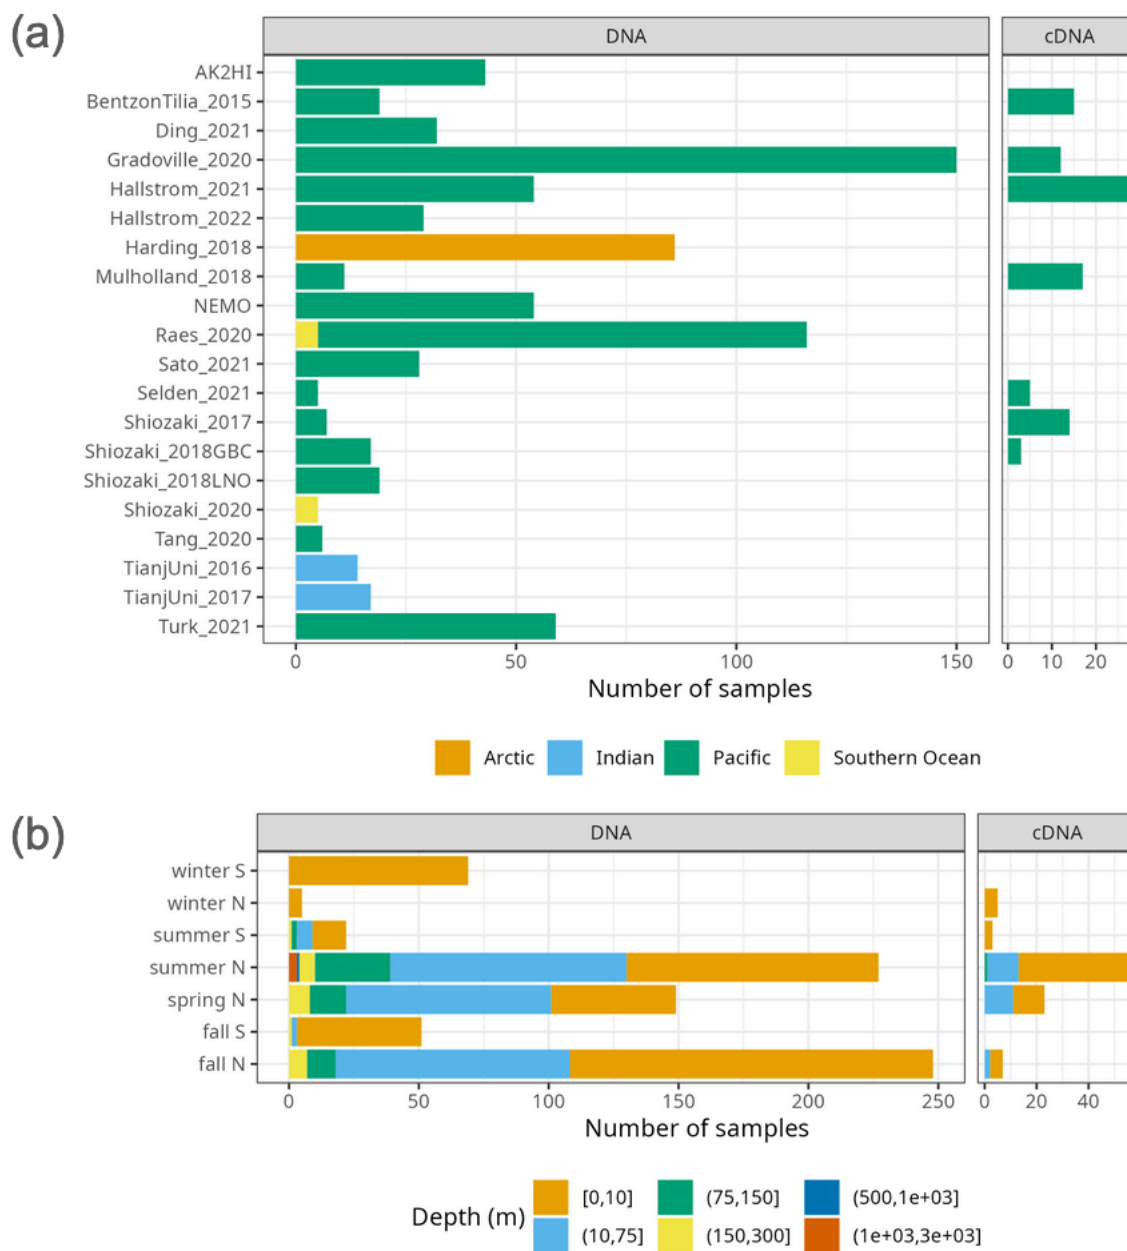 (a)
DNA
cDNA
AK2HI
BentzonTilia_2015
Ding_2021
Gradoville_2020
Hallstrom_2021
Hallstrom_2022
Harding_2018
Mulholland_2018
NEMO
Raes_2020
Sato_2021
Selden_2021
Shiozaki_2017
Shiozaki_2018GBC
Shiozaki_2018LNO
Shiozaki_2020
Tang_2020
TianjUni_2016
TianjUni_2017
Turk_2021
0 50 100 150 0 10 20
Number of samples
Arctic Indian Pacific Southern Ocean
(b)
DNA
cDNA
winter S
winter N
summer S
summer N
spring N
fall S
fall N
0 50 100 150 200 250 0 20 40
Number of samples
Depth (m)
[0,10] (75,150] (500,1e+03]
(10,75] (150,300] (1e+03,3e+03]